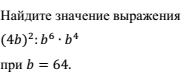 Найдите значение выражения
(4b)²:b⁶ · b⁴
при b = 64.